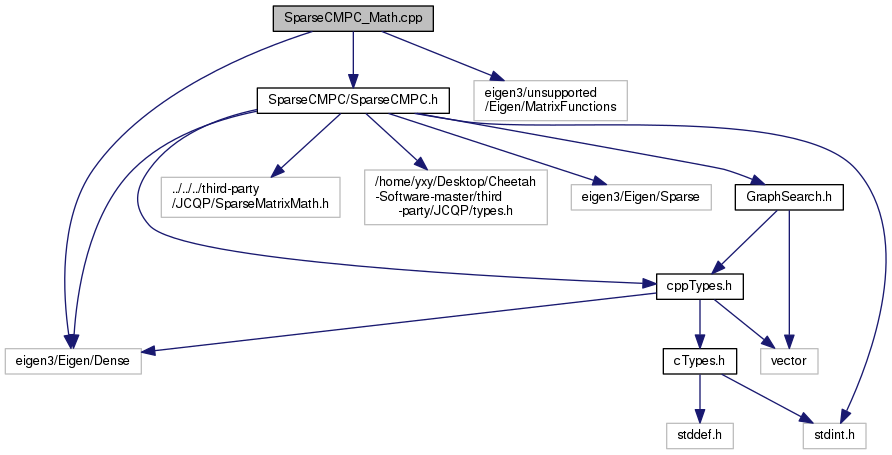 SparseCMPC_Math.cpp
eigen3/unsupported
/Eigen/MatrixFunctions
SparseCMPC/SparseCMPC.h
../../../third-party
/JCQP/SparseMatrixMath.h
/home/yxy/Desktop/Cheetah
-Software-master/third
-party/JCQP/types.h
eigen3/Eigen/Sparse
GraphSearch.h
cppTypes.h
eigen3/Eigen/Dense
cTypes.h
vector
stddef.h
stdint.h